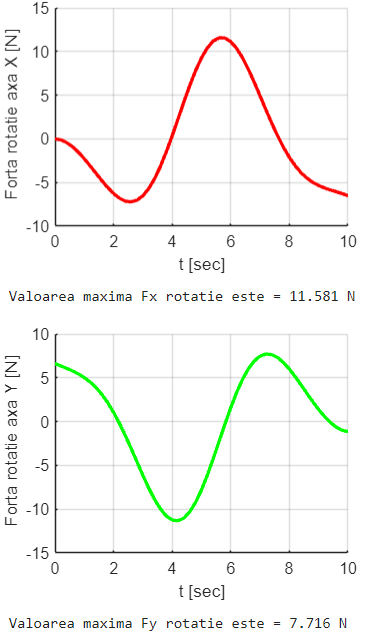 Forta rotatie axa X [N]
15
10
5
0
-5
-10
0 2 4 6 8 10
t [sec]
Valoarea maxima Fx rotatie este = 11.581 N
Forta rotatie axa Y [N]
10
5
0
-5
-10
-15
0 2 4 6 8 10
t [sec]
Valoarea maxima Fy rotatie este = 7.716 N